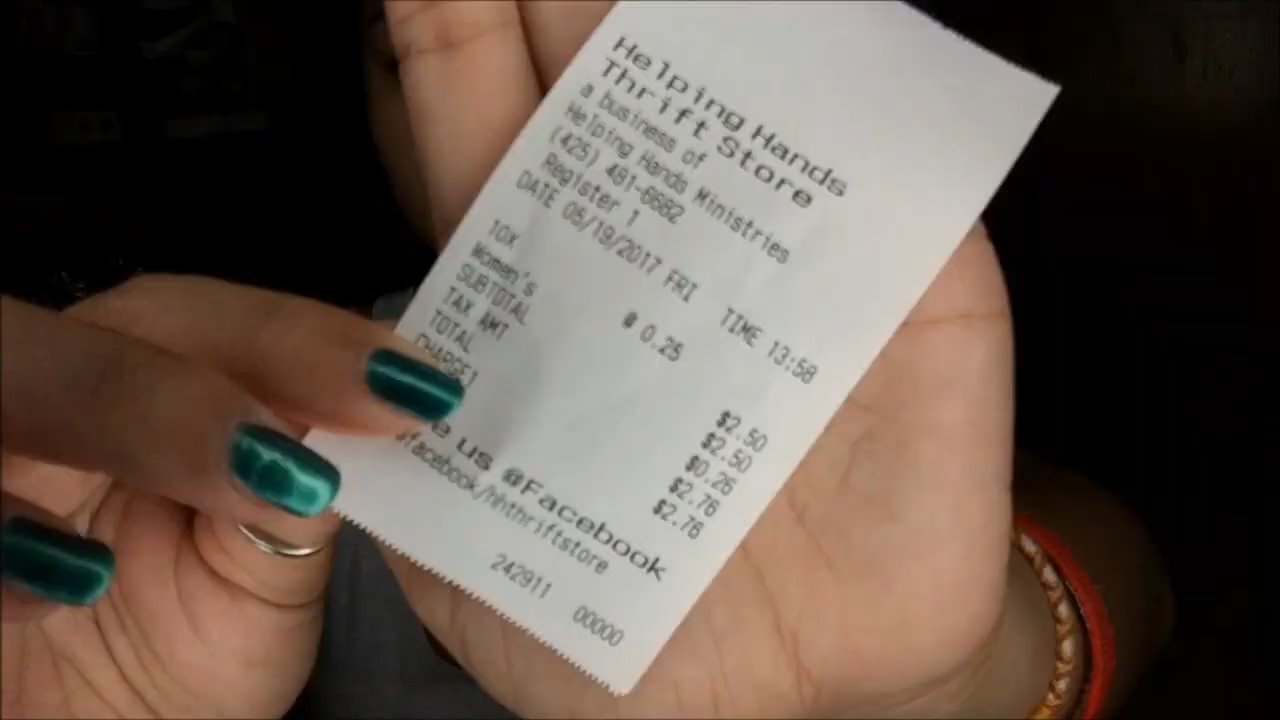 Helping Hands
Thrift Store
a business of
Helping Hands Ministries
(425) 481-6682
Register 1
DATE 05/19/2017 FRI TIME 13:58
10X @ 0.25
Women's $2.50
SUBTOTAL $2.50
TAX AMT $0.26
TOTAL $2.76
CHARGE1 $2.76
us @Facebook
facebook/hhthriftstore
242911 00000